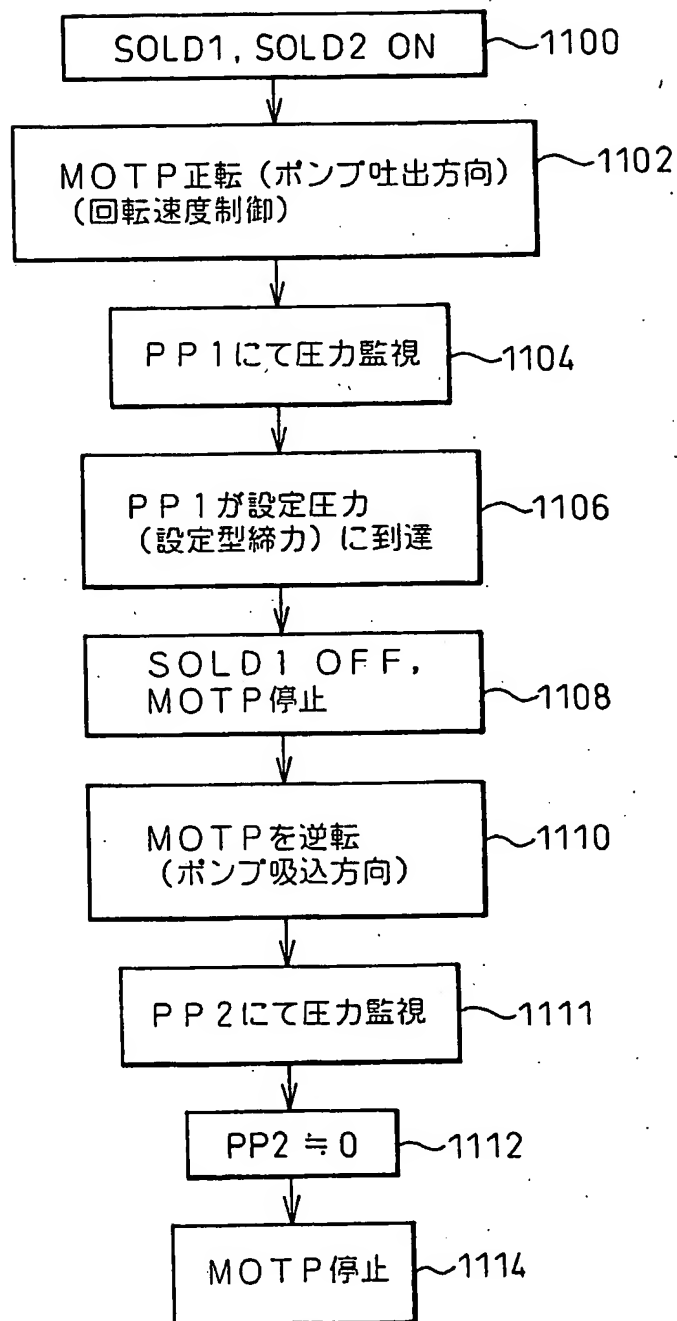 SOLD1, SOLD2 ON
1100
MOTP正転(ポンプ吐出方向)
(回転速度制御)
1102
PP1にて圧力監視
1104
PP1が設定圧力
(設定型締力)に到達
1106
SOLD1 OFF,
MOTP停止
1108
MOTPを逆転
(ポンプ吸込方向)
1110
PP2にて圧力監視
1111
PP2≒0
1112
MOTP停止
1114